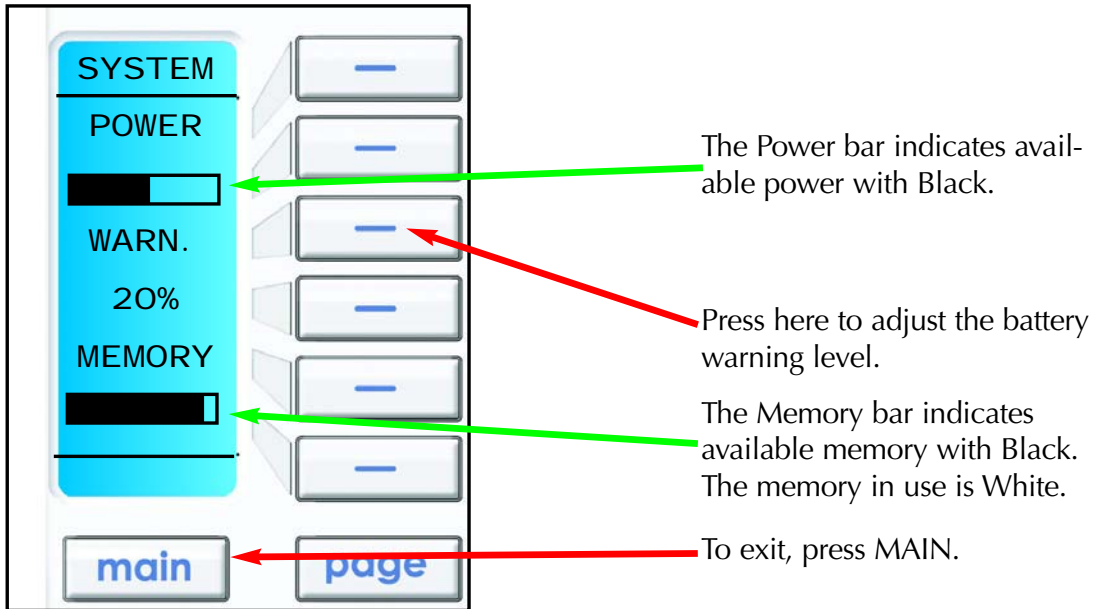 SYSTEM
POWER
WARN.
20%
MEMORY
main
page
The Power bar indicates avail-
able power with Black.
Press here to adjust the battery
warning level.
The Memory bar indicates
available memory with Black.
The memory in use is White.
To exit, press MAIN.